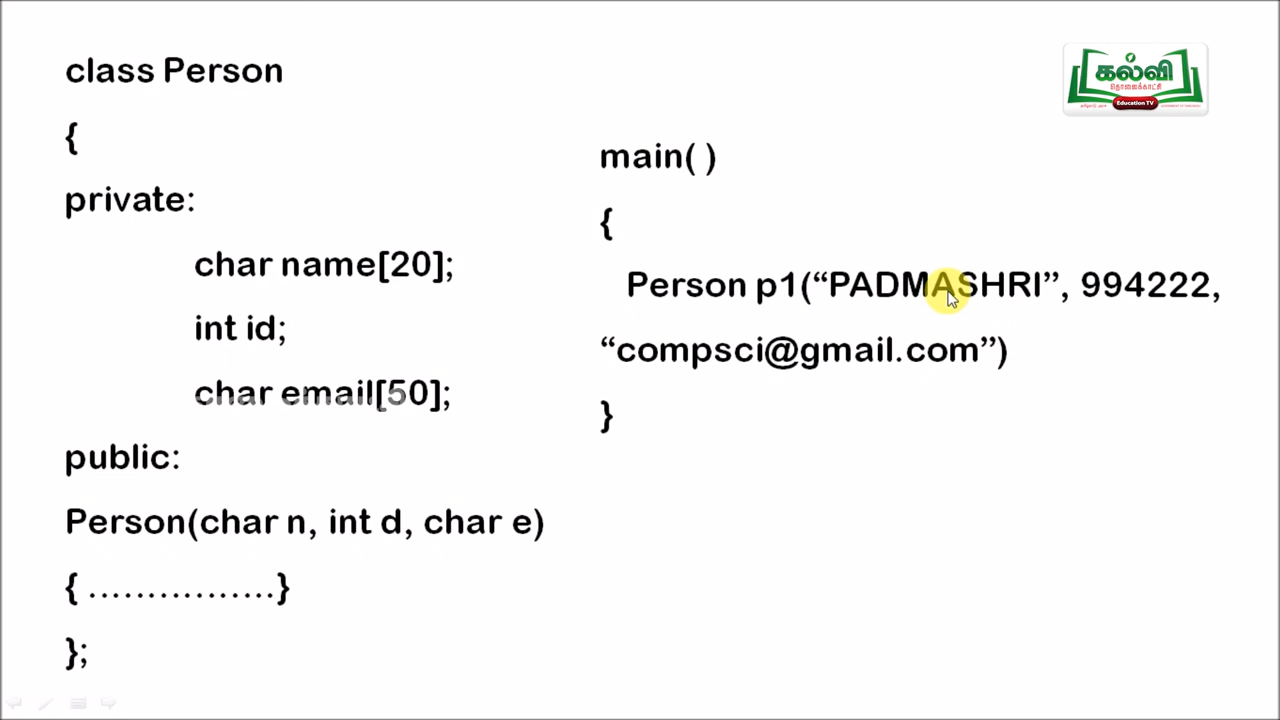 class Person
{
private:
char name[20];
int id;
char email[50];
public:
Person(char n, int d, char e)
{ ................}
};
main( )
{
Person p1(“PADMASHRI”, 994222,
“compsci@gmail.com”)
}
கல்வி
தொலைக்காட்சி
Education TV